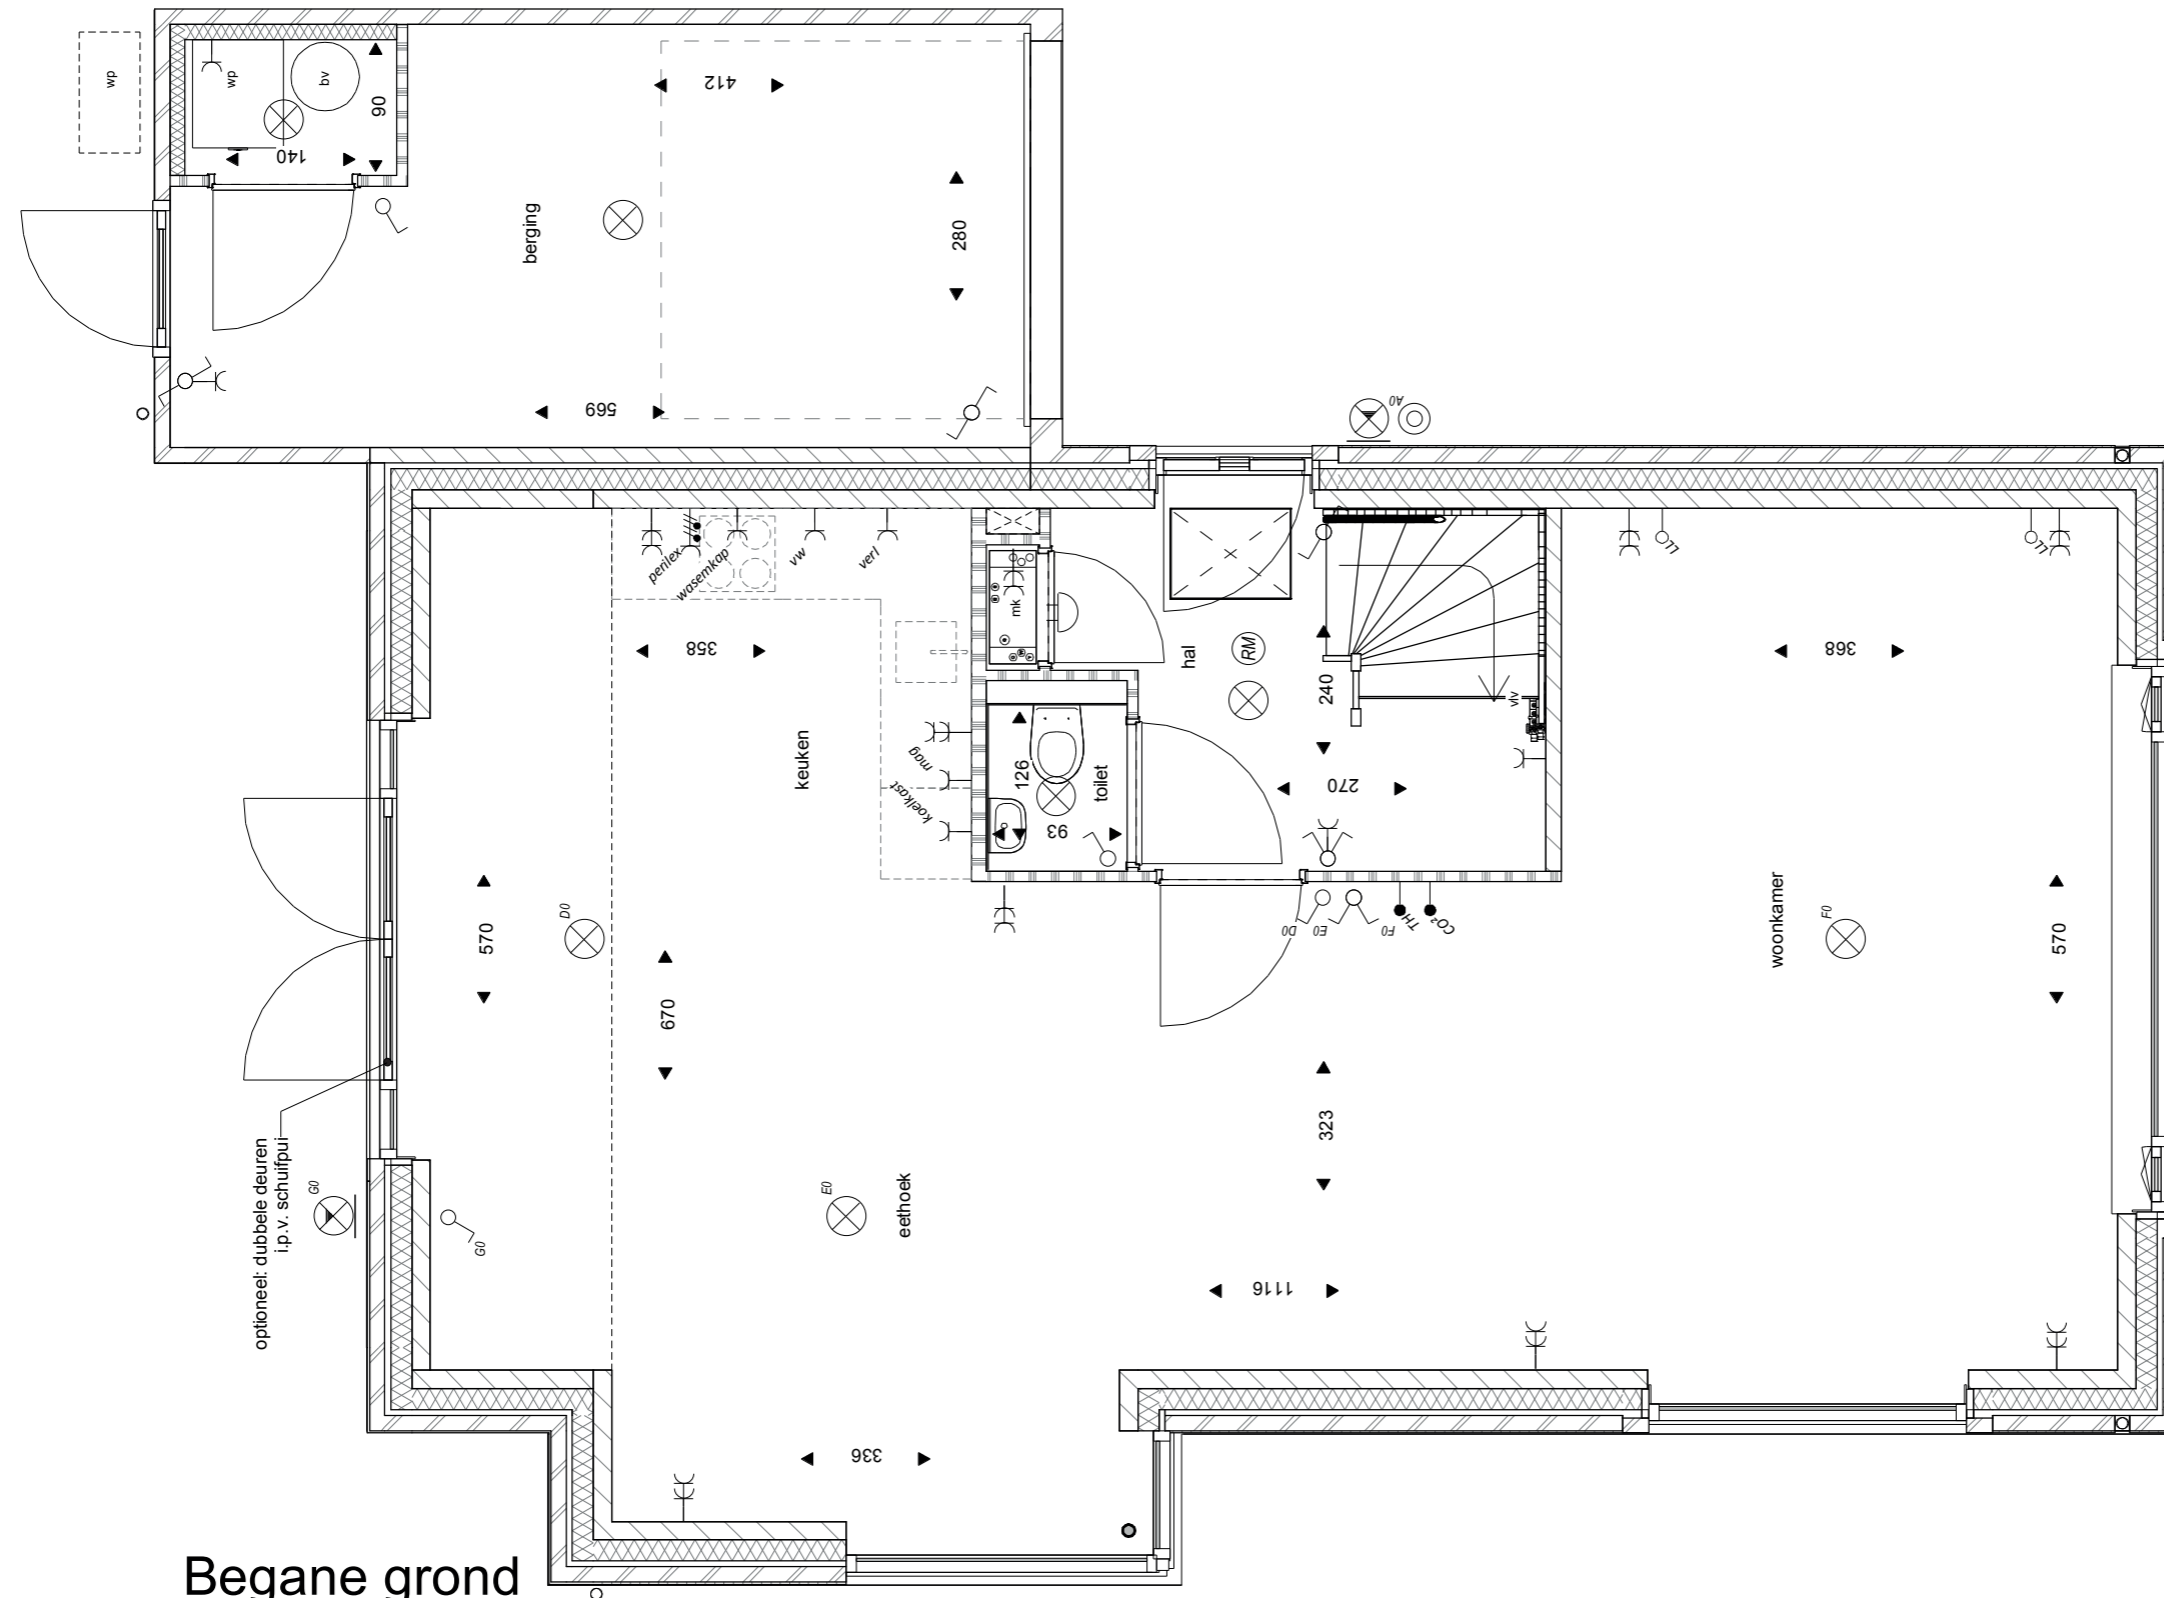 wp
wp
bv
90
140
412
berging
280
569
A0
perilex
wasemkap
vw
verl
mk
358
hal
RM
240
vlv
LL
LL
368
keuken
mag
koelkast
126
toilet
93
270
D0
570
670
D0
E0
F0
TH
CO²
woonkamer
F0
570
323
optioneel: dubbele deuren
i.p.v. schuifpui
G0
G0
E0
eethoek
1116
336
Begane grond